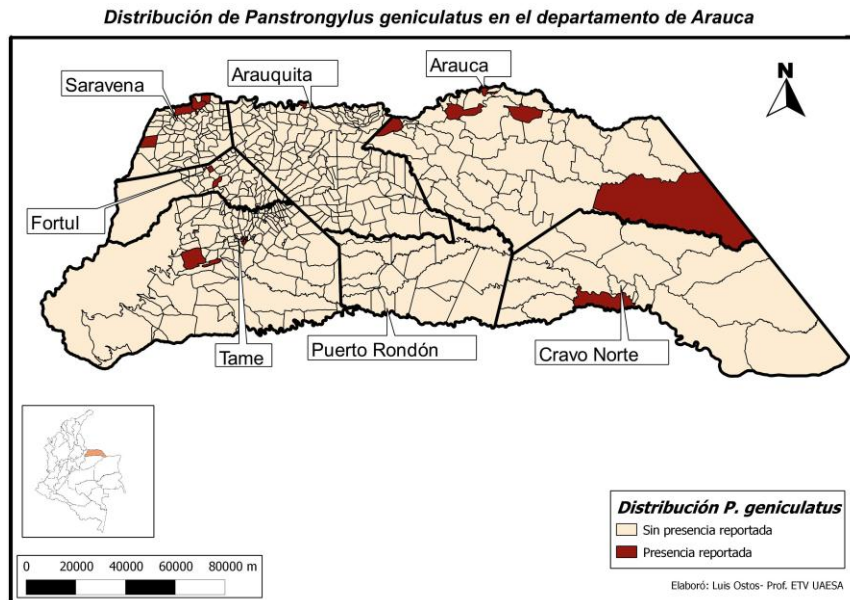 Distribución de Panstrongylus geniculatus en el departamento de Arauca
Saravena
Arauquita
Arauca
N
Fortul
Tame
Puerto Rondón
Cravo Norte
Distribución P. geniculatus
Sin presencia reportada
Presencia reportada
0 20000 40000 60000 80000 m
Elaboró: Luis Ostos- Prof. ETV UAESA